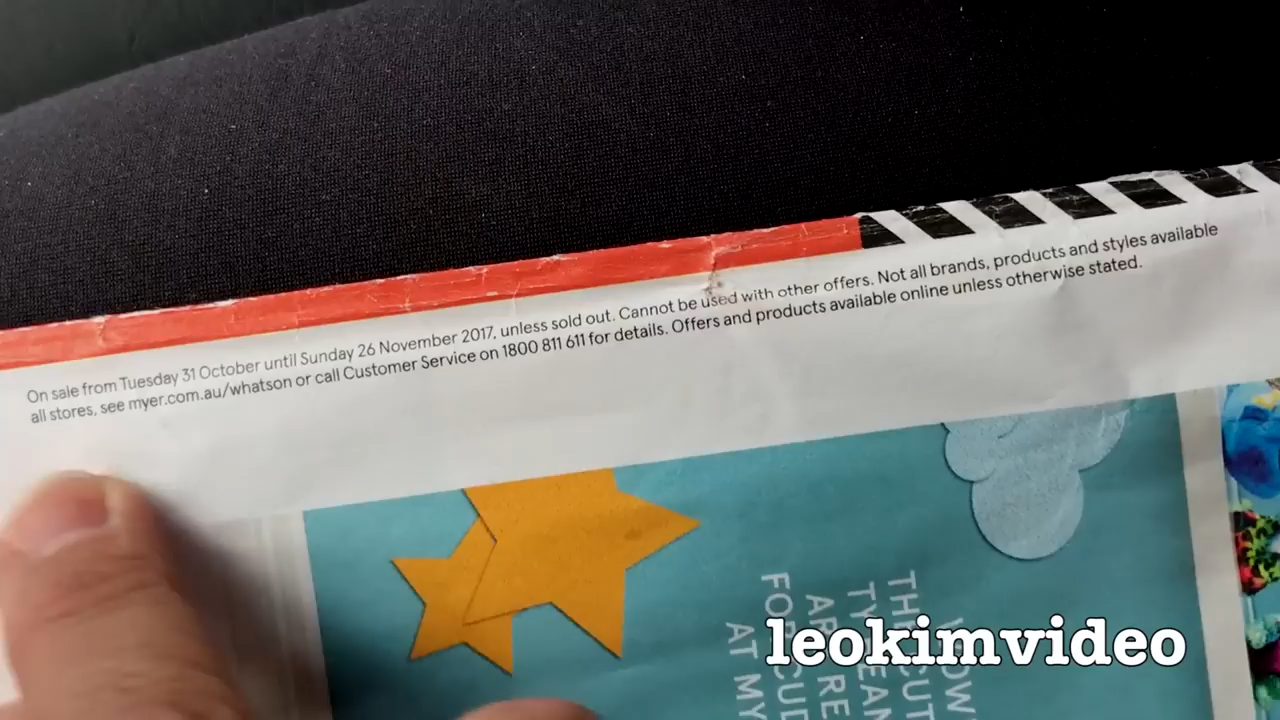 On sale from Tuesday 31 October until Sunday 26 November 2017, unless sold out. Cannot be used with other offers. Not all brands, products and styles available
all stores, see myer.com.au/whatson or call Customer Service on 1800 811 611 for details. Offers and products available online unless otherwise stated.
AT MY
leokimvideo